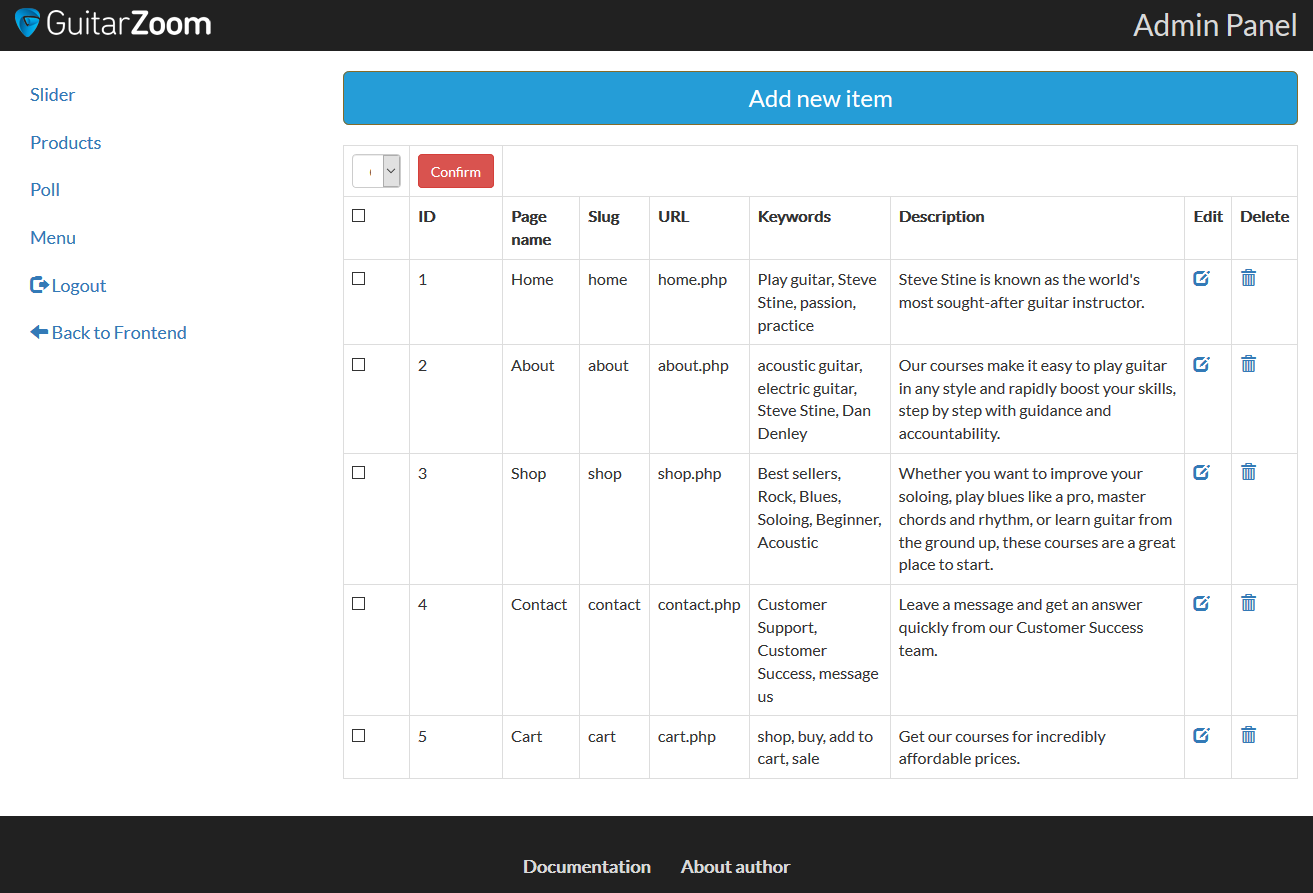 GuitarZoom
Admin Panel
Slider
Products
Poll
Menu
Logout
Back to Frontend
Add new item
Confirm
ID Page name Slug URL Keywords Description Edit Delete
1 Home home home.php Play guitar, Steve Stine, passion, practice Steve Stine is known as the world's most sought-after guitar instructor.
2 About about about.php acoustic guitar, electric guitar, Steve Stine, Dan Denley Our courses make it easy to play guitar in any style and rapidly boost your skills, step by step with guidance and accountability.
3 Shop shop shop.php Best sellers, Rock, Blues, Soloing, Beginner, Acoustic Whether you want to improve your soloing, play blues like a pro, master chords and rhythm, or learn guitar from the ground up, these courses are a great place to start.
4 Contact contact contact.php Customer Support, Customer Success, message us Leave a message and get an answer quickly from our Customer Success team.
5 Cart cart cart.php shop, buy, add to cart, sale Get our courses for incredibly affordable prices.
Documentation About author